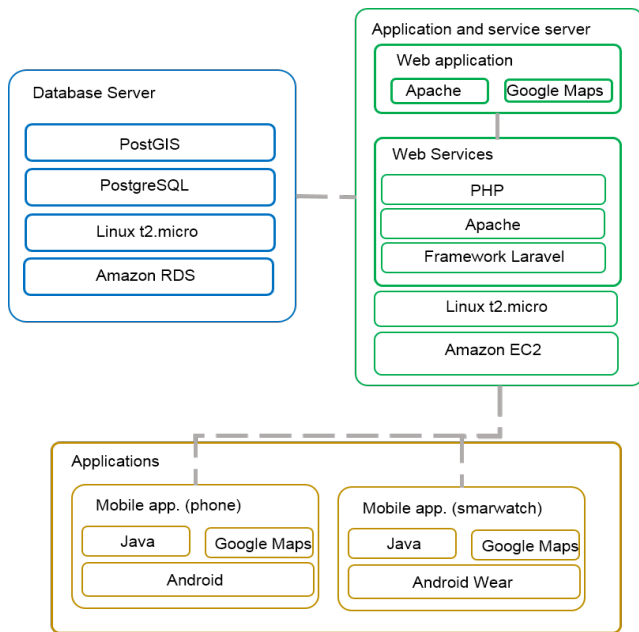 Application and service server
Web application
Apache
Google Maps
Database Server
PostGIS
PostgreSQL
Linux t2.micro
Amazon RDS
Web Services
PHP
Apache
Framework Laravel
Linux t2.micro
Amazon EC2
Applications
Mobile app. (phone)
Java
Google Maps
Android
Mobile app. (smarwatch)
Java
Google Maps
Android Wear